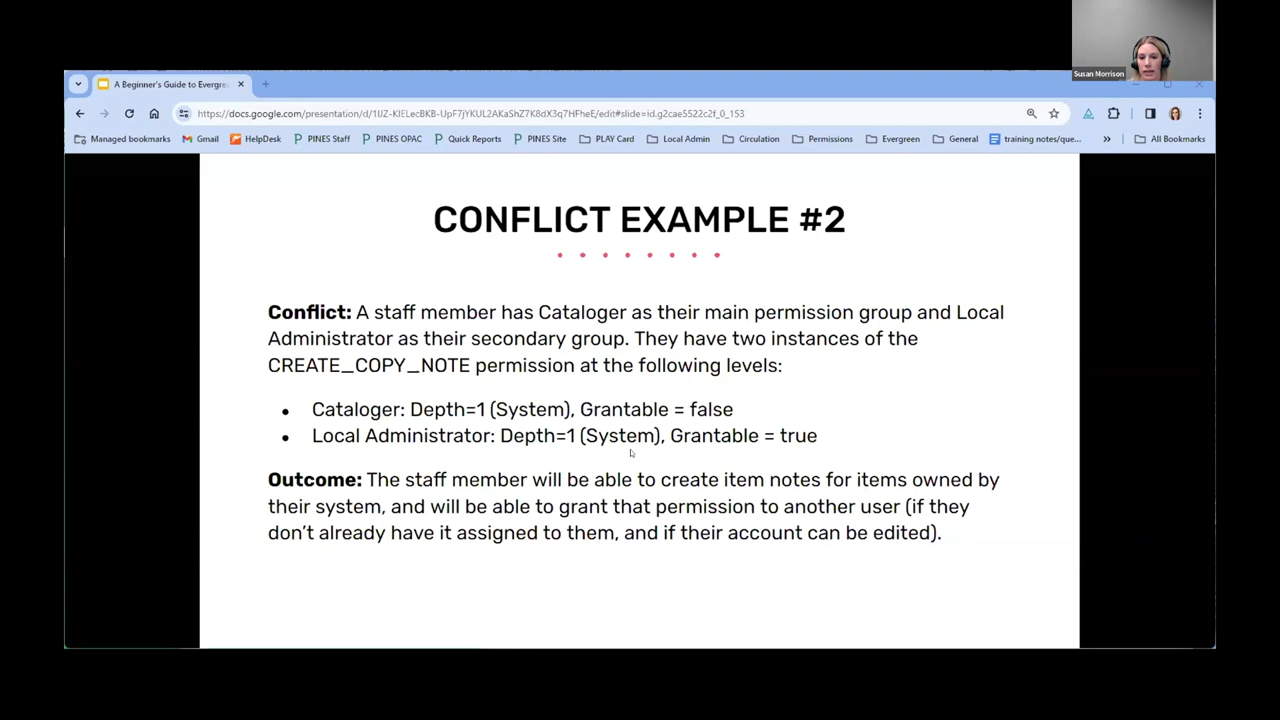 Susan Morrison
A Beginner's Guide to Evergre
https://docs.google.com/presentation/d/1UZ-KIELecBKB-UpF7jYKUL2AKaShZ7K8dX3q7HFheE/edit#slide=id.g2cae5522c2f_0_153
Managed bookmarks Gmail HelpDesk PINES Staff PINES OPAC Quick Reports PINES Site PLAY Card Local Admin Circulation Permissions Evergreen General training notes/que... » All Bookmarks
CONFLICT EXAMPLE #2
Conflict: A staff member has Cataloger as their main permission group and Local
Administrator as their secondary group. They have two instances of the
CREATE_COPY_NOTE permission at the following levels:
● Cataloger: Depth=1 (System), Grantable = false
● Local Administrator: Depth=1 (System), Grantable = true
Outcome: The staff member will be able to create item notes for items owned by
their system, and will be able to grant that permission to another user (if they
don't already have it assigned to them, and if their account can be edited).